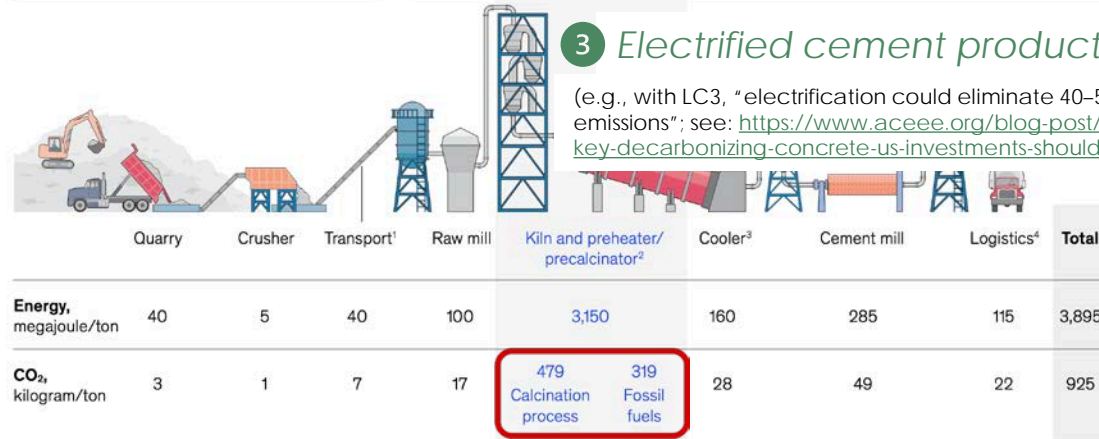 3 Electrified cement product
(e.g., with LC3, "electrification could eliminate 40–5
emissions"; see: https://www.aceee.org/blog-post/
key-decarbonizing-concrete-us-investments-should
Quarry Crusher Transport¹ Raw mill Kiln and preheater/ Cooler³ Cement mill Logistics⁴ Total
precalcinator²
Energy,
megajoule/ton 40 5 40 100 3,150 160 285 115 3,895
CO₂,
kilogram/ton 3 1 7 17 479 319 28 49 22 925
Calcination Fossil
process fuels